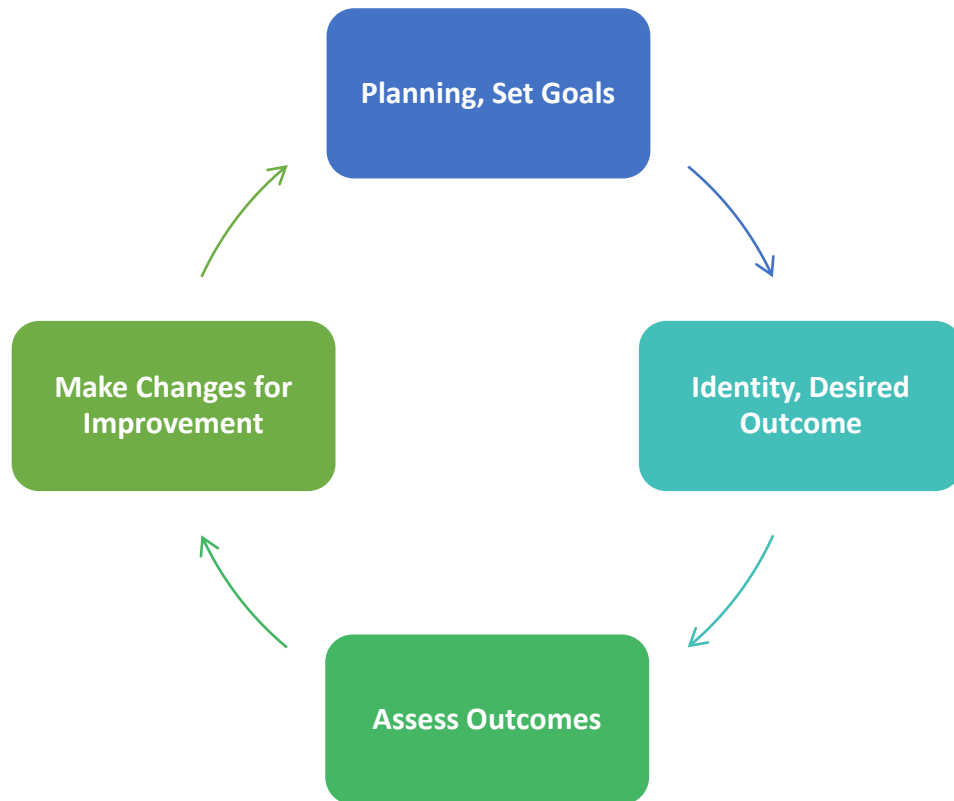 Planning, Set Goals
Identity, Desired
Outcome
Assess Outcomes
Make Changes for
Improvement